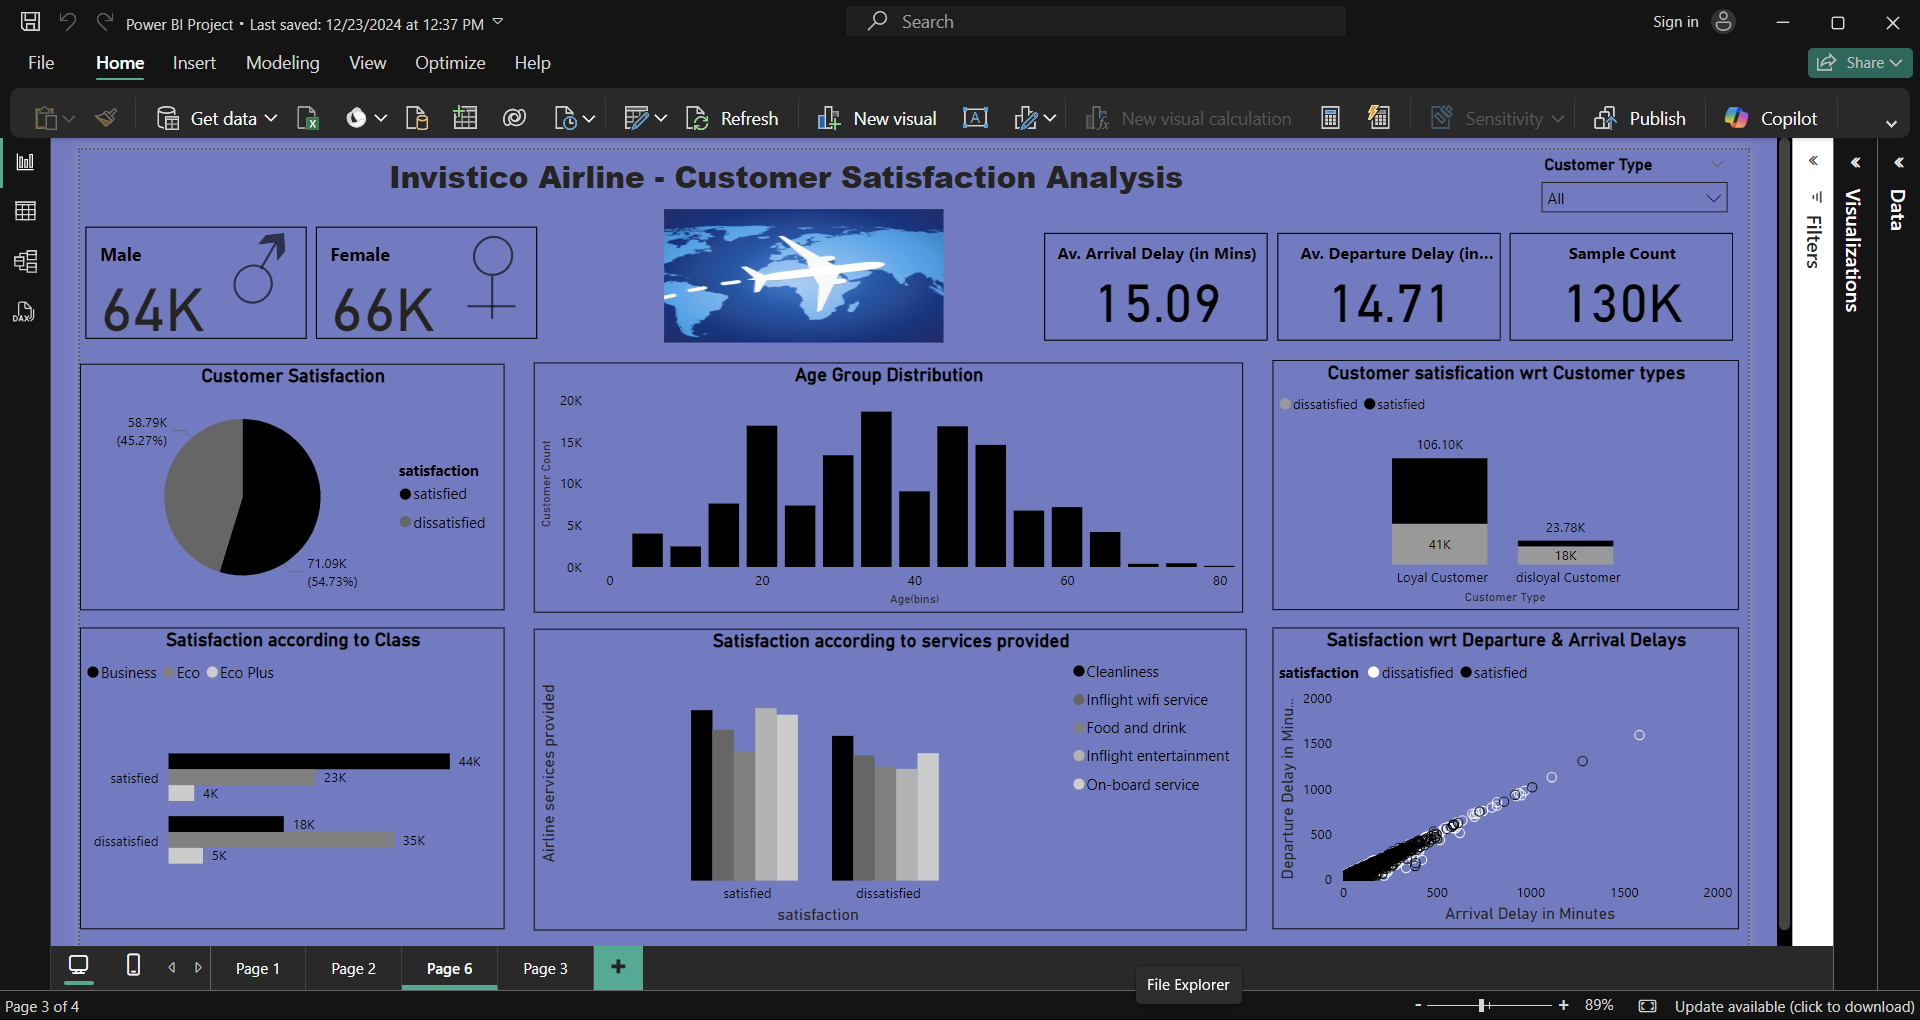 Power BI Project • Last saved: 12/23/2024 at 12:37 PM
Search
Sign in
File
Home
Insert
Modeling
View
Optimize
Help
Share
Get data
Refresh
New visual
New visual calculation
Sensitivity
Publish
Copilot
Invistico Airline - Customer Satisfaction Analysis
Customer Type
All
Male
64K
Female
66K
Av. Arrival Delay (in Mins)
15.09
Av. Departure Delay (in...
14.71
Sample Count
130K
Filters
Visualizations
Data
Customer Satisfaction
58.79K
(45.27%)
71.09K
(54.73%)
satisfaction
satisfied
dissatisfied
Age Group Distribution
Customer Count
20K
15K
10K
5K
0K
0
20
40
60
80
Age(bins)
Customer satisfication wrt Customer types
dissatisfied satisfied
106.10K
41K
23.78K
18K
Loyal Customer
disloyal Customer
Customer Type
Satisfaction according to Class
Business Eco Eco Plus
satisfied
44K
23K
4K
dissatisfied
18K
35K
5K
Satisfaction according to services provided
Airline services provided
Cleanliness
Inflight wifi service
Food and drink
Inflight entertainment
On-board service
satisfied
dissatisfied
satisfaction
Satisfaction wrt Departure & Arrival Delays
satisfaction dissatisfied satisfied
Departure Delay in Minu...
2000
1500
1000
500
0
0
500
1000
1500
2000
Arrival Delay in Minutes
Page 1
Page 2
Page 6
Page 3
+
File Explorer
Page 3 of 4
- + 89%
Update available (click to download)
DAX